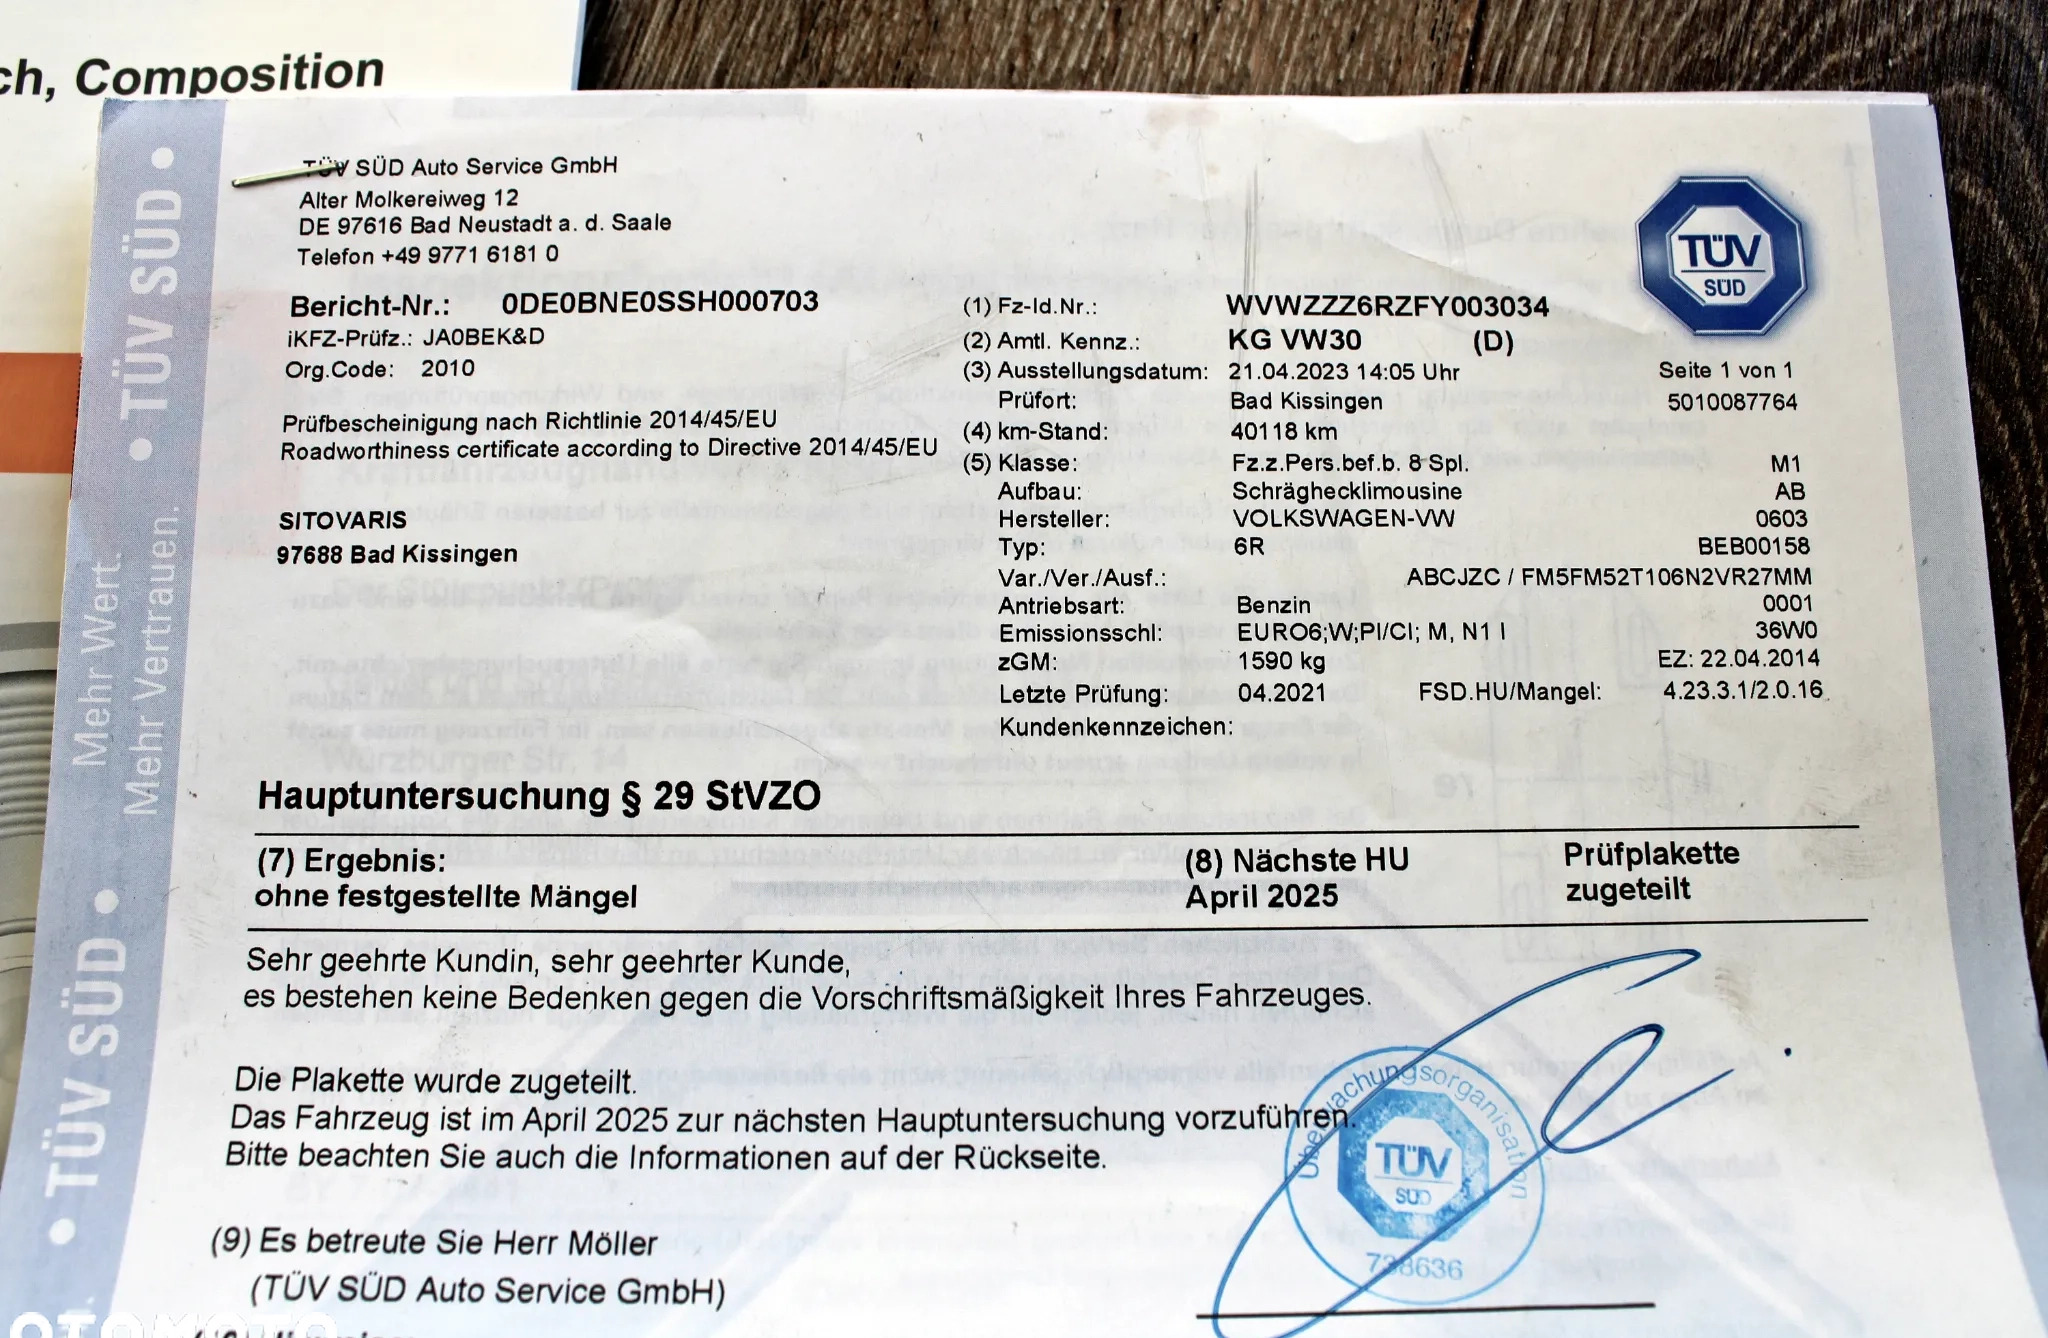 ch, Composition
• TÜV SÜD •
Mehr Wert.
Mehr Vertrauen.
• TÜV SÜD •
TÜV SÜD Auto Service GmbH
Alter Molkereiweg 12
DE 97616 Bad Neustadt a. d. Saale
Telefon +49 9771 6181 0
Bericht-Nr.: 0DE0BNE0SSH000703
iKFZ-Prüfz.: JA0BEK&D
Org.Code: 2010
Prüfbescheinigung nach Richtlinie 2014/45/EU
Roadworthiness certificate according to Directive 2014/45/EU
SITOVARIS
97688 Bad Kissingen
TÜV
SÜD
(1) Fz-Id.Nr.: WVWZZZ6RZFY003034
(2) Amtl. Kennz.: KG VW30 (D)
(3) Ausstellungsdatum: 21.04.2023 14:05 Uhr Seite 1 von 1
Prüfort: Bad Kissingen 5010087764
(4) km-Stand: 40118 km
(5) Klasse: Fz.z.Pers.bef.b. 8 Spl. M1
Aufbau: Schräghecklimousine AB
Hersteller: VOLKSWAGEN-VW 0603
Typ: 6R BEB00158
Var./Ver./Ausf.: ABCJZC / FM5FM52T106N2VR27MM
Antriebsart: Benzin 0001
Emissionsschl: EURO6;W;PI/CI; M, N1 I 36W0
zGM: 1590 kg EZ: 22.04.2014
Letzte Prüfung: 04.2021 FSD.HU/Mangel: 4.23.3.1/2.0.16
Kundenkennzeichen:
Hauptuntersuchung § 29 StVZO
(7) Ergebnis: (8) Nächste HU Prüfplakette
ohne festgestellte Mängel April 2025 zugeteilt
Sehr geehrte Kundin, sehr geehrter Kunde,
es bestehen keine Bedenken gegen die Vorschriftsmäßigkeit Ihres Fahrzeuges.
Die Plakette wurde zugeteilt.
Das Fahrzeug ist im April 2025 zur nächsten Hauptuntersuchung vorzuführen.
Bitte beachten Sie auch die Informationen auf der Rückseite.
(9) Es betreute Sie Herr Möller
(TÜV SÜD Auto Service GmbH)
Überwachungsorganisation
TÜV
SÜD
738636
OTOMOTO